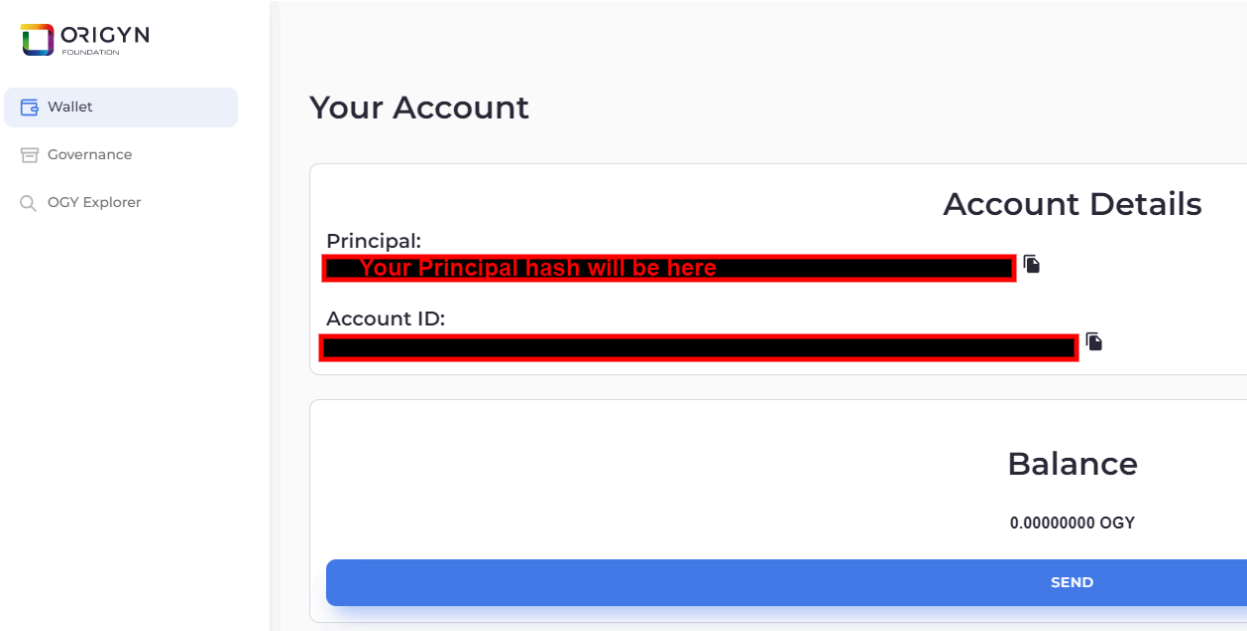 ORIGYN
FOUNDATION
Wallet
Governance
OGY Explorer
Your Account
Account Details
Principal:
Your Principal hash will be here
Account ID:
Balance
0.00000000 OGY
SEND